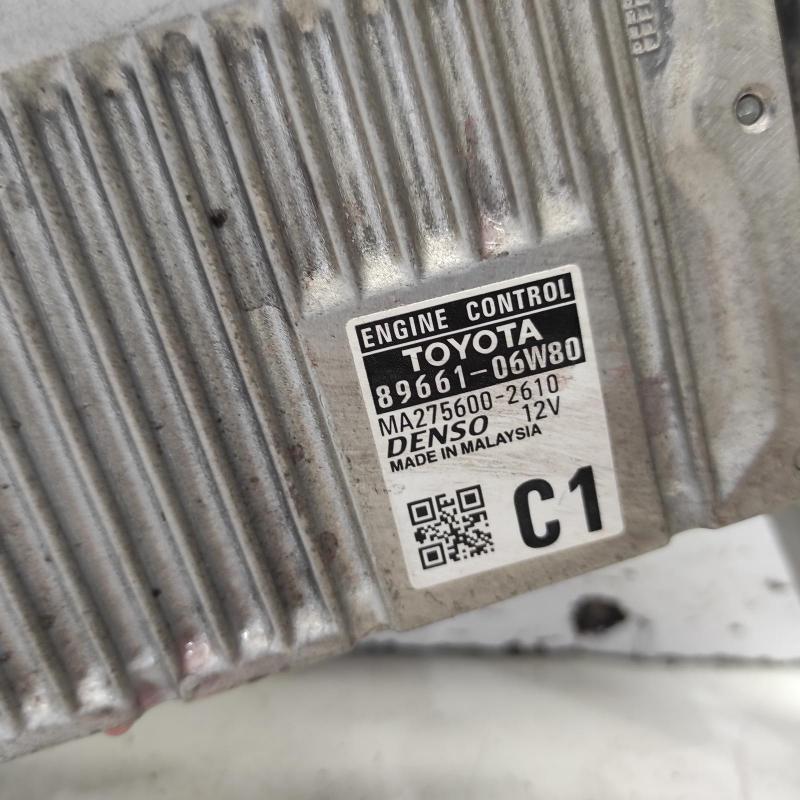 ENGINE CONTROL
TOYOTA
89661-06W80
MA275600-2610
DENSO 12V
MADE IN MALAYSIA
C1